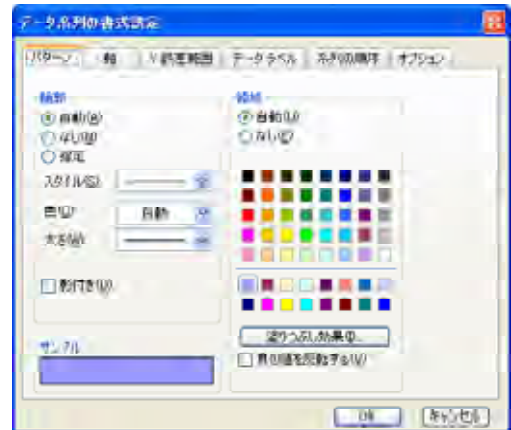 データ系列の書式設定
パターン 軸 Y 誤差範囲 データラベル 系列の順序 オプション
輪郭
自動(A)
なし(N)
指定
スタイル(S):
色(C):
自動
太さ(W):
影付き(D)
サンプル
領域
自動(U)
なし(E)
塗りつぶし効果(I)...
負の値を反転する(V)
OK
キャンセル